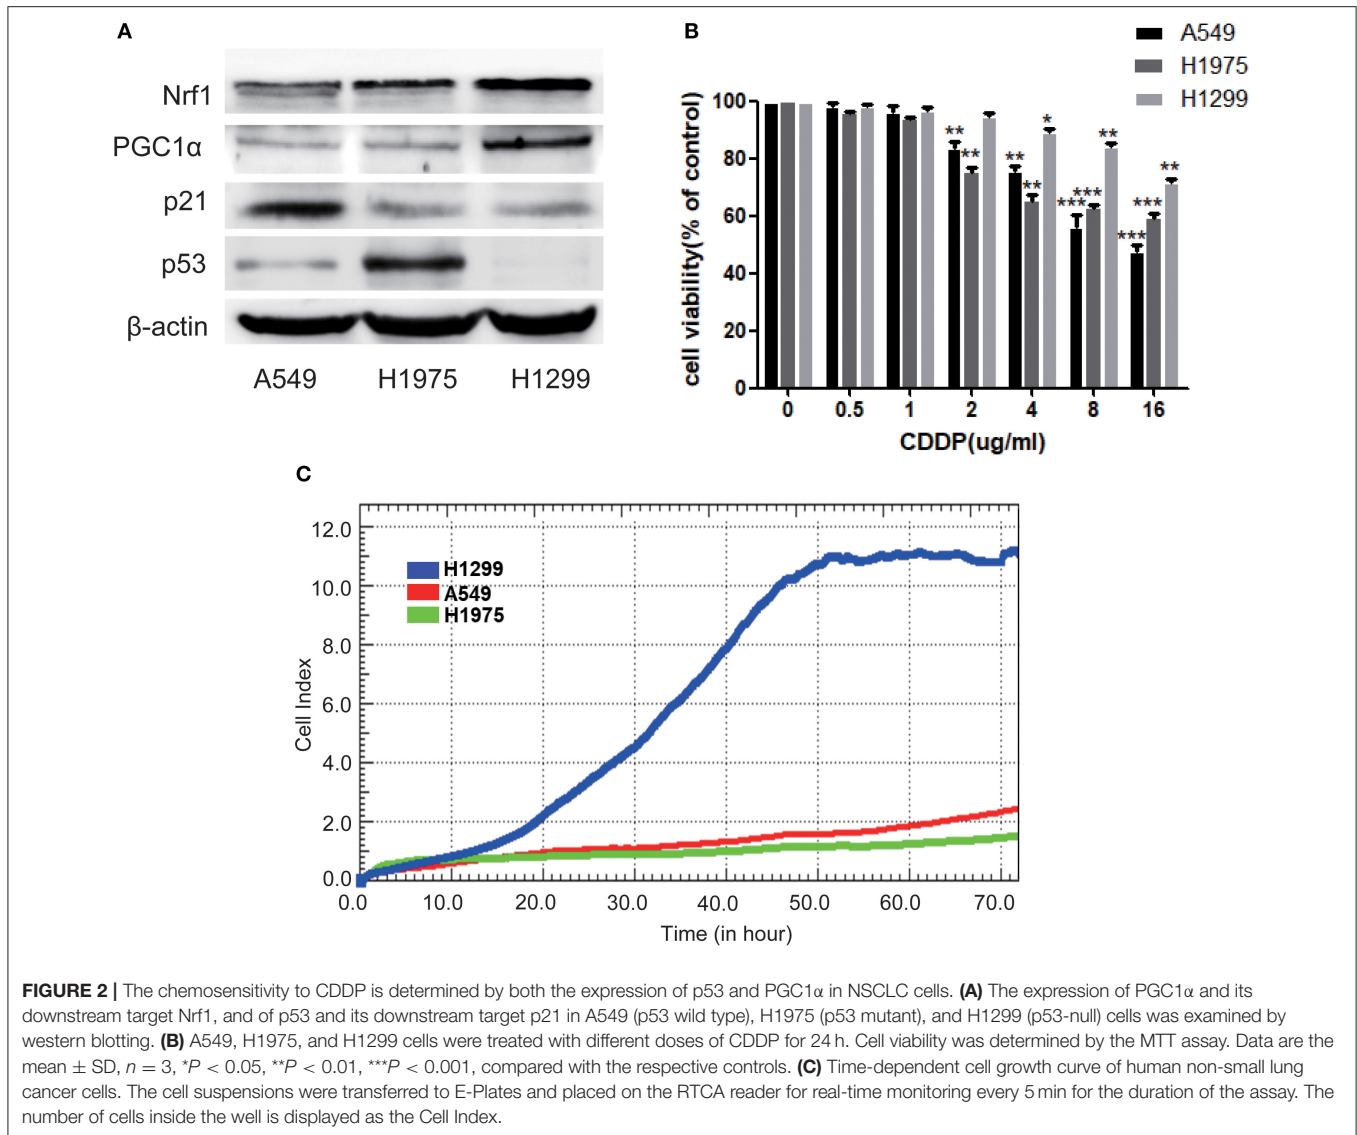 A
Nrf1
PGC1α
p21
p53
β-actin
A549 H1975 H1299
B
A549
H1975
H1299
cell viability(% of control)
100
80
60
40
20
0
** ** ** ** * *** *** ** *** *** **
0 0.5 1 2 4 8 16
CDDP(ug/ml)
C
12.0
10.0
8.0
6.0
4.0
2.0
0.0
Cell Index
H1299
A549
H1975
0.0 10.0 20.0 30.0 40.0 50.0 60.0 70.0
Time (in hour)
FIGURE 2 | The chemosensitivity to CDDP is determined by both the expression of p53 and PGC1α in NSCLC cells. (A) The expression of PGC1α and its
downstream target Nrf1, and of p53 and its downstream target p21 in A549 (p53 wild type), H1975 (p53 mutant), and H1299 (p53-null) cells was examined by
western blotting. (B) A549, H1975, and H1299 cells were treated with different doses of CDDP for 24 h. Cell viability was determined by the MTT assay. Data are the
mean ± SD, n = 3, *P < 0.05, **P < 0.01, ***P < 0.001, compared with the respective controls. (C) Time-dependent cell growth curve of human non-small lung
cancer cells. The cell suspensions were transferred to E-Plates and placed on the RTCA reader for real-time monitoring every 5 min for the duration of the assay. The
number of cells inside the well is displayed as the Cell Index.